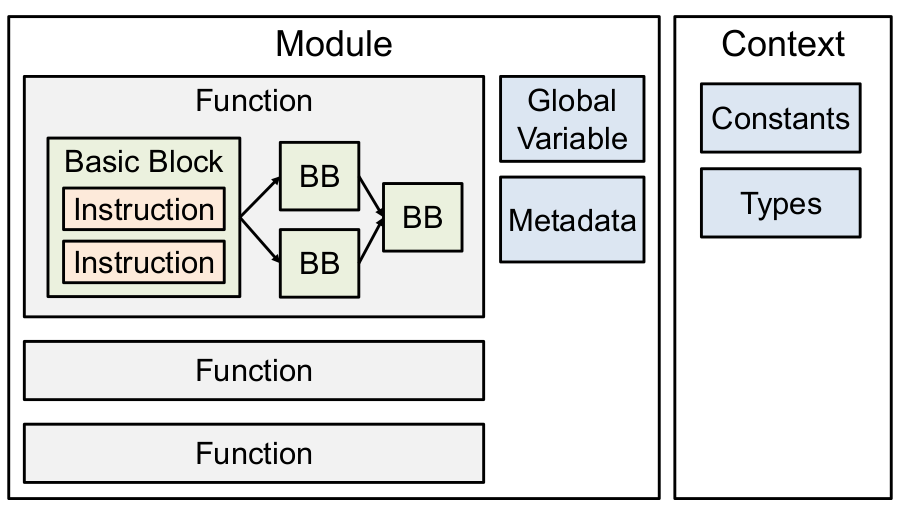 Module
Function
Basic Block
Instruction
Instruction
BB
BB
BB
Function
Function
Global
Variable
Metadata
Context
Constants
Types